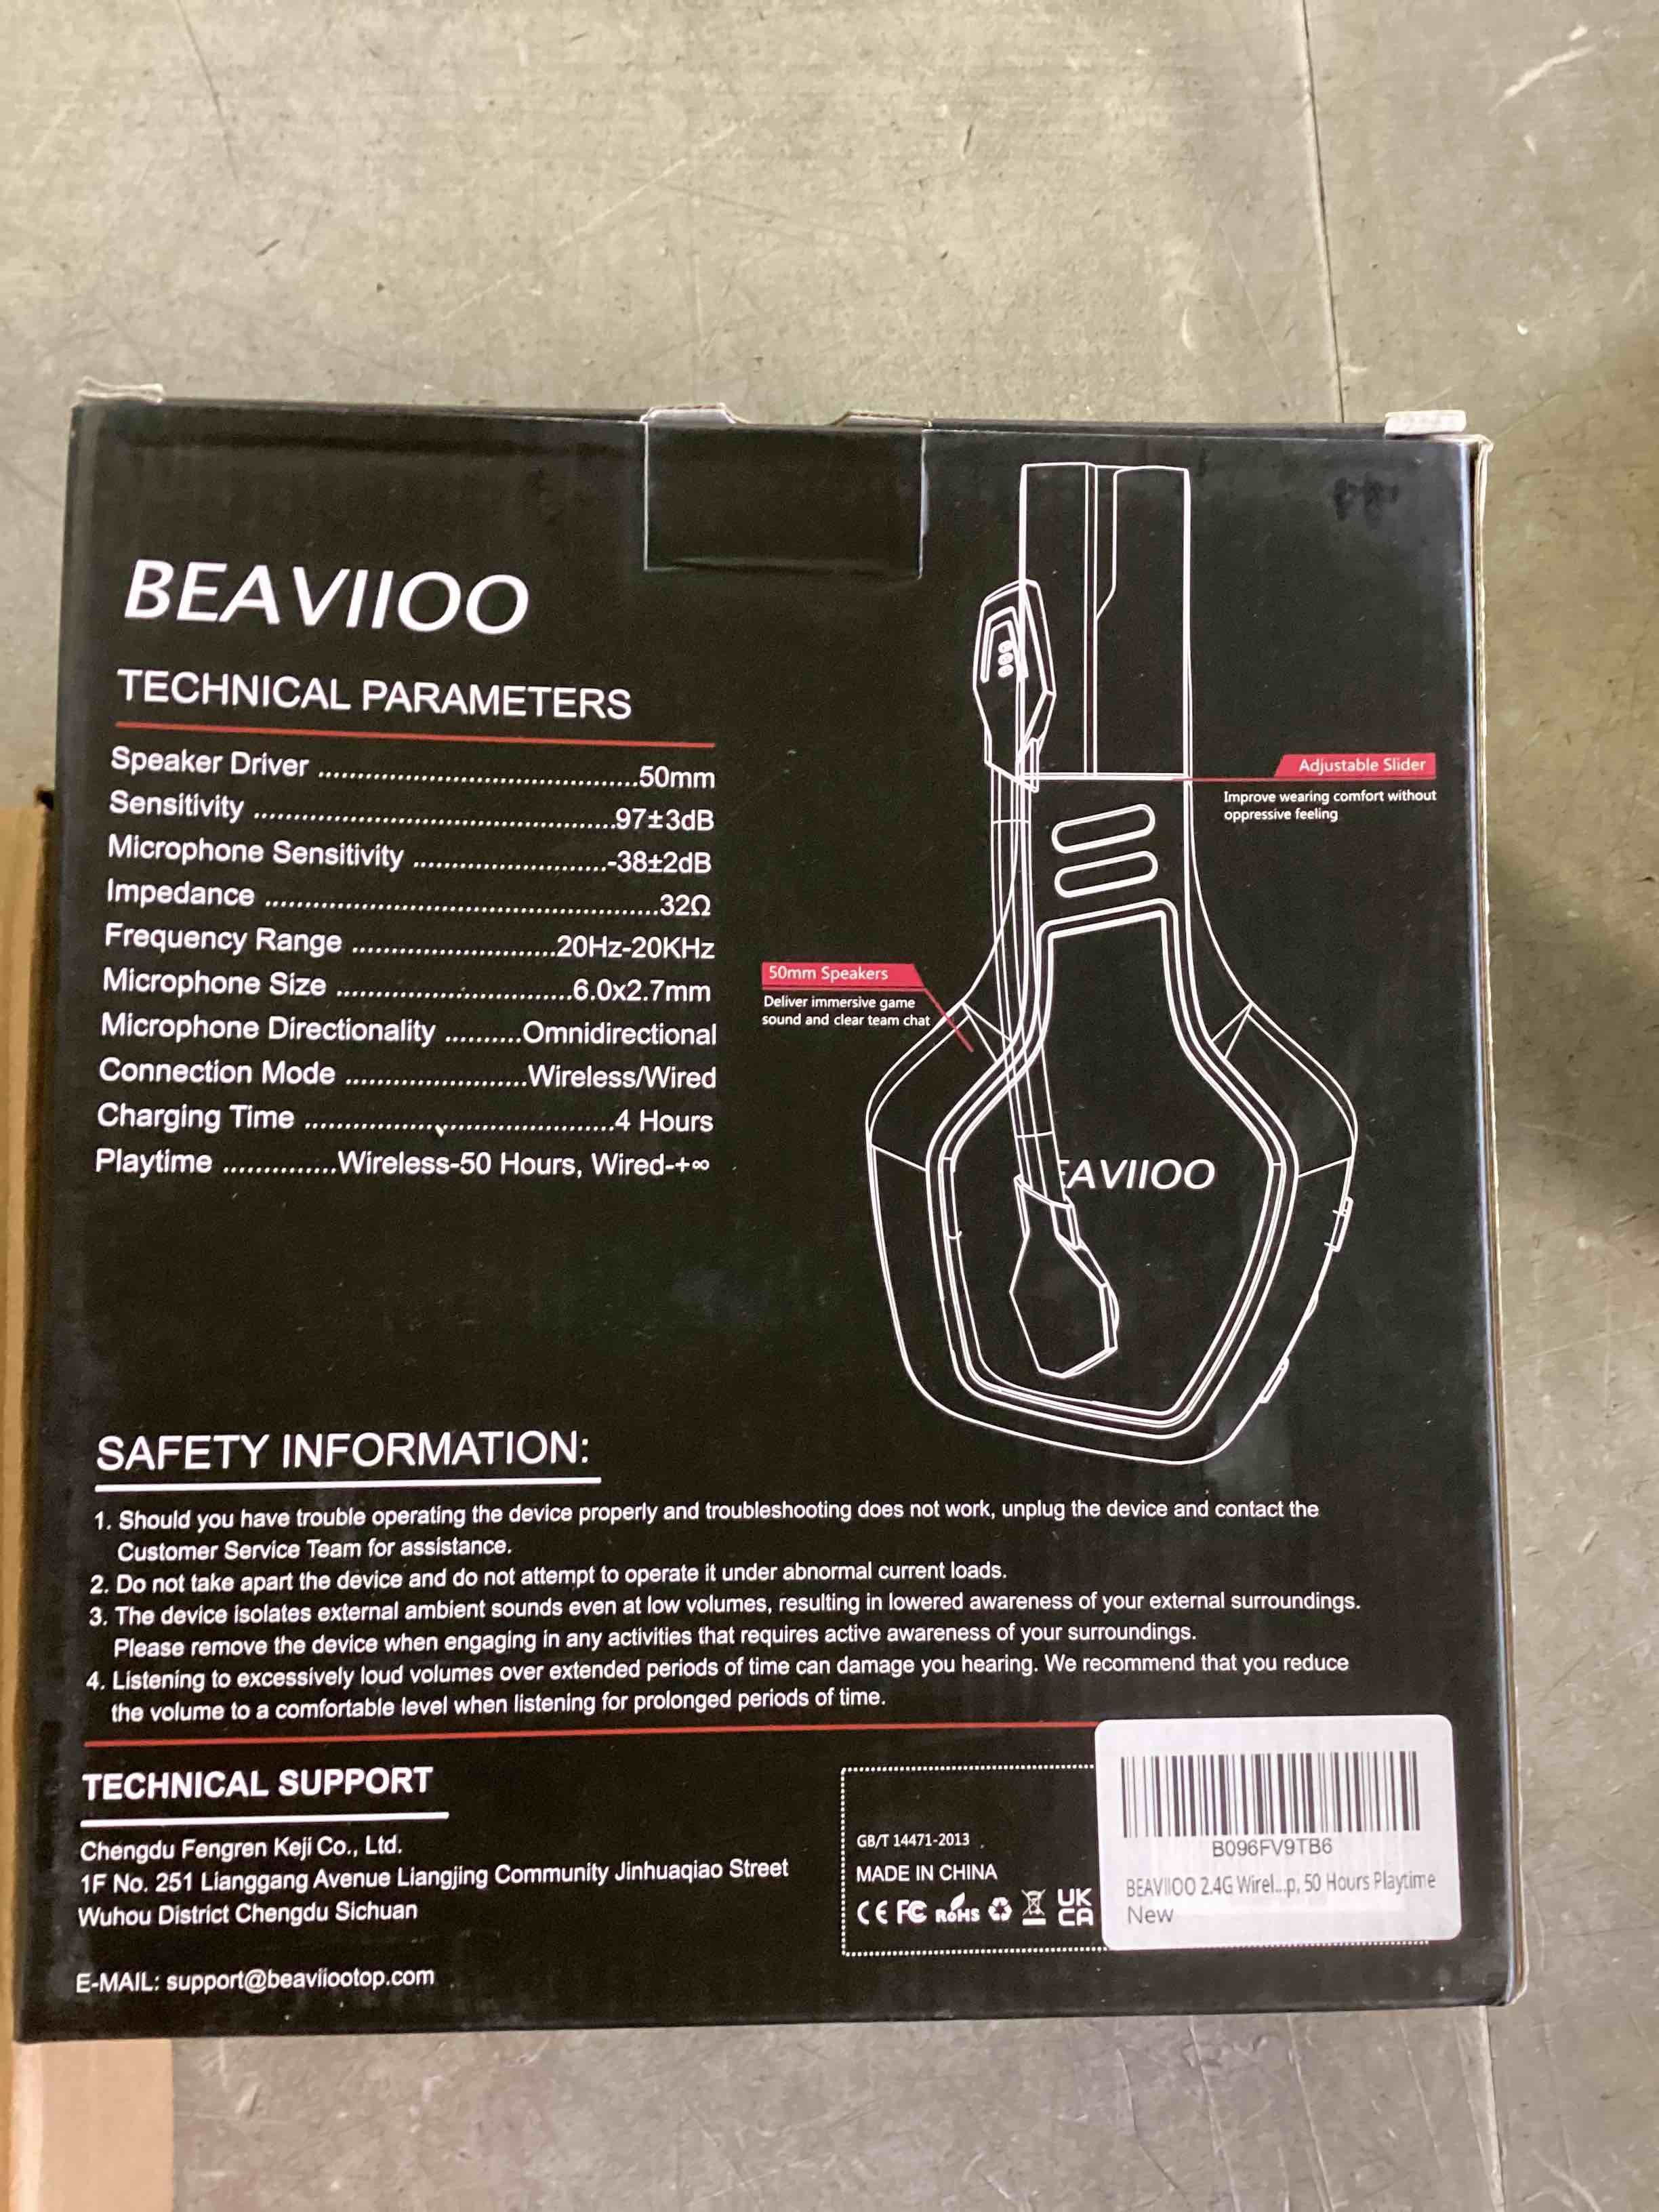 BEAVIIOO
TECHNICAL PARAMETERS
Speaker Driver ........................................50mm
Sensitivity .............................................97±3dB
Microphone Sensitivity ........................-38±2dB
Impedance .................................................32Ω
Frequency Range .........................20Hz-20KHz
Microphone Size .............................6.0x2.7mm
Microphone Directionality ..........Omnidirectional
Connection Mode .......................Wireless/Wired
Charging Time .......................................4 Hours
Playtime ..............Wireless-50 Hours, Wired-+∞
Adjustable Slider
Improve wearing comfort without
oppressive feeling
50mm Speakers
Deliver immersive game
sound and clear team chat
EAVIIOO
SAFETY INFORMATION:
1. Should you have trouble operating the device properly and troubleshooting does not work, unplug the device and contact the
Customer Service Team for assistance.
2. Do not take apart the device and do not attempt to operate it under abnormal current loads.
3. The device isolates external ambient sounds even at low volumes, resulting in lowered awareness of your external surroundings.
Please remove the device when engaging in any activities that requires active awareness of your surroundings.
4. Listening to excessively loud volumes over extended periods of time can damage you hearing. We recommend that you reduce
the volume to a comfortable level when listening for prolonged periods of time.
TECHNICAL SUPPORT
Chengdu Fengren Keji Co., Ltd.
1F No. 251 Lianggang Avenue Liangjing Community Jinhuaqiao Street
Wuhou District Chengdu Sichuan
E-MAIL: support@beaviiootop.com
GB/T 14471-2013
MADE IN CHINA
CE FC RoHS UK
CA
B096FV9TB6
BEAVIIOO 2.4G Wirel...p, 50 Hours Playtime
New